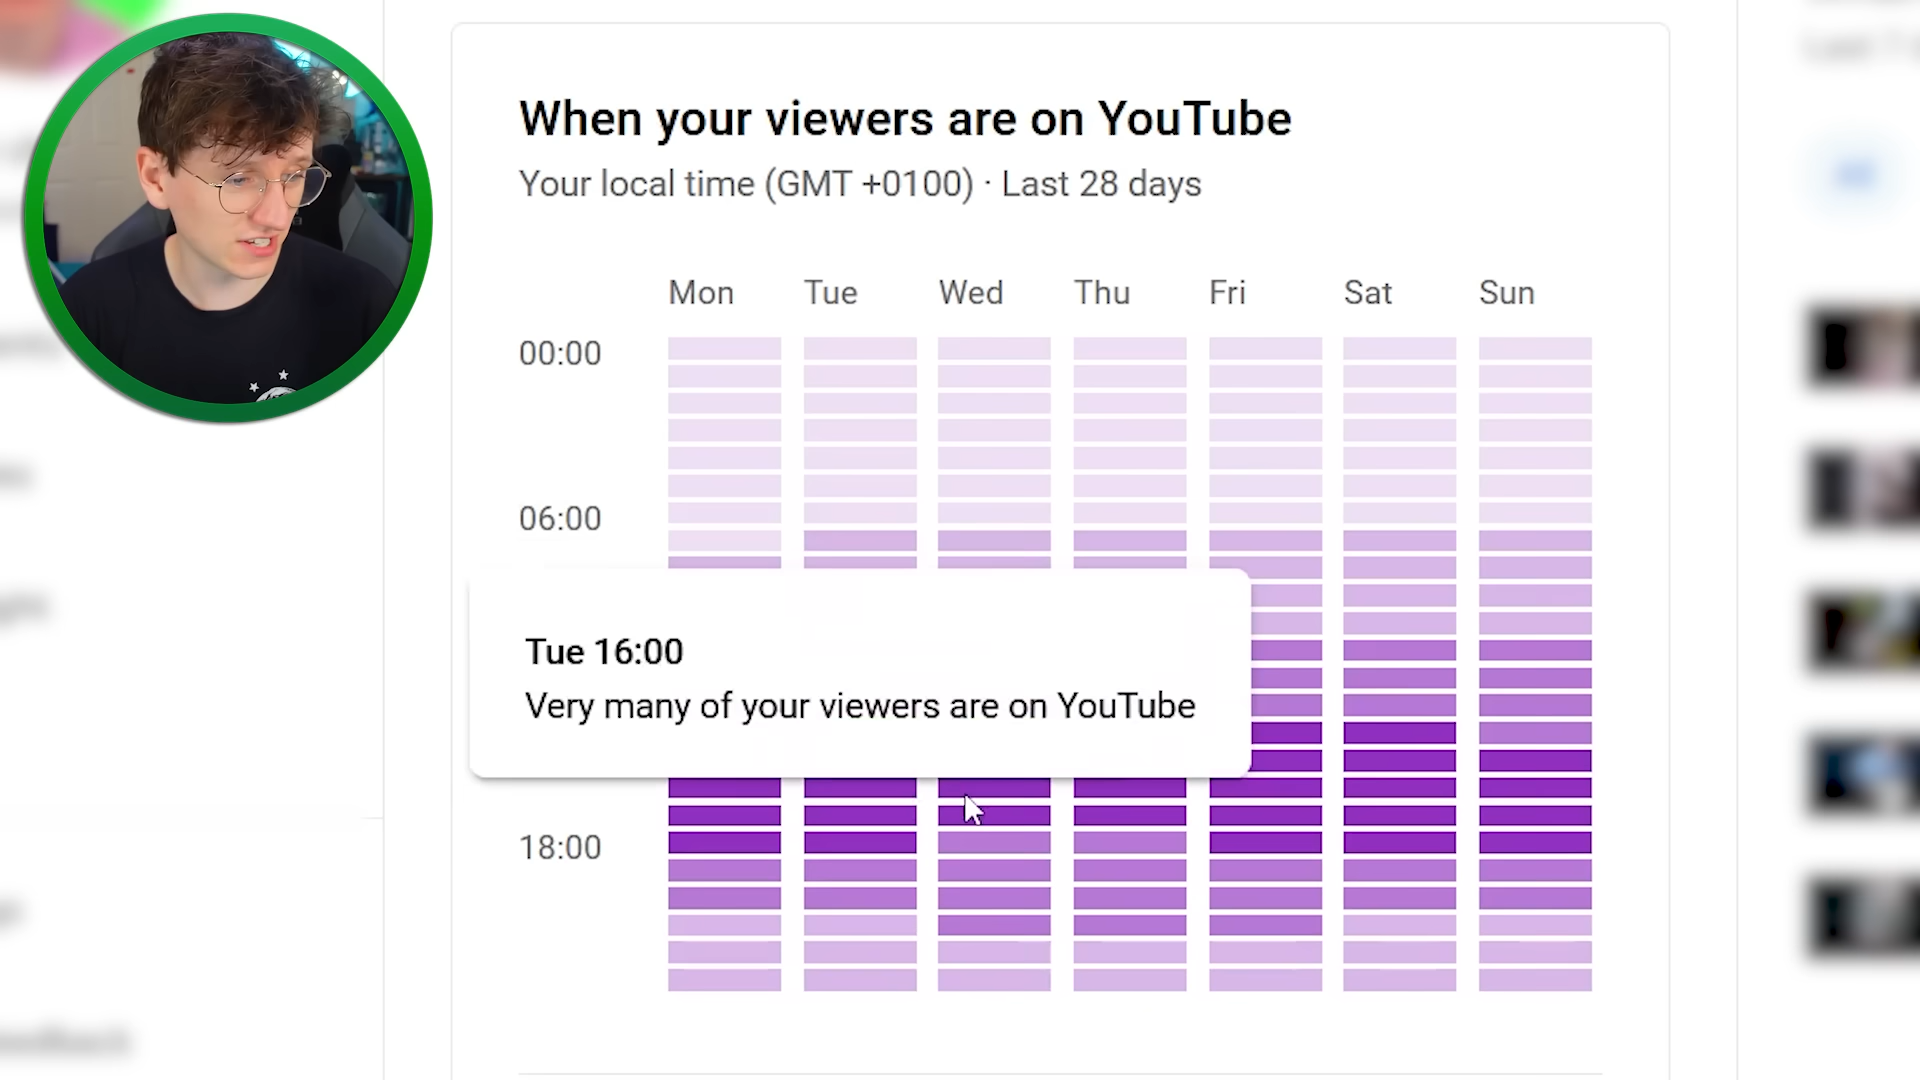 When your viewers are on YouTube
Your local time (GMT +0100) · Last 28 days
Mon Tue Wed Thu Fri Sat Sun
00:00
06:00
Tue 16:00
Very many of your viewers are on YouTube
18:00